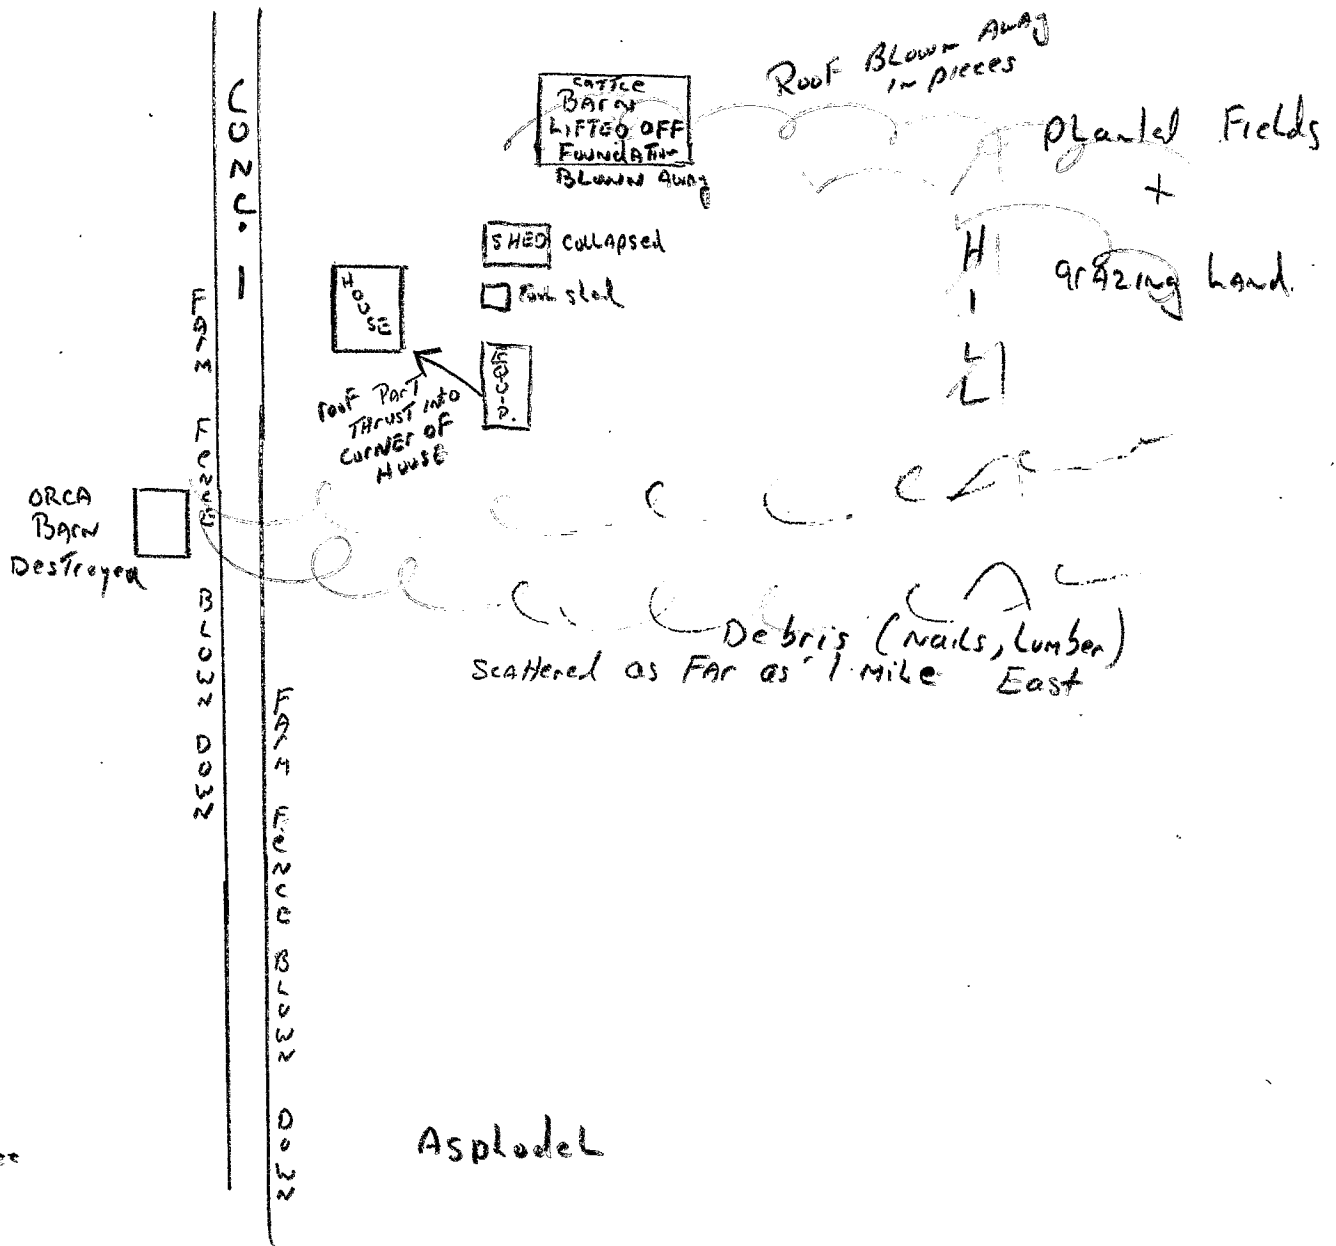 CONC. 1
CATTLE
BARN
LIFTED OFF
FOUNDATION
BLOWN AWAY
ROOF BLOWN AWAY
IN PIECES
Planted Fields
+
Grazing Land.
SHED COLLAPSED
HOUSE
EQUIP.
ROOF PART
THRUST INTO
CORNER OF
HOUSE
HILL
FARM FENCE BLOWN DOWN
ORCA
BARN
Destroyed
Debris (Nails, Lumber)
Scattered as Far as 1 Mile East
FARM FENCE BLOWN DOWN
Asphodel